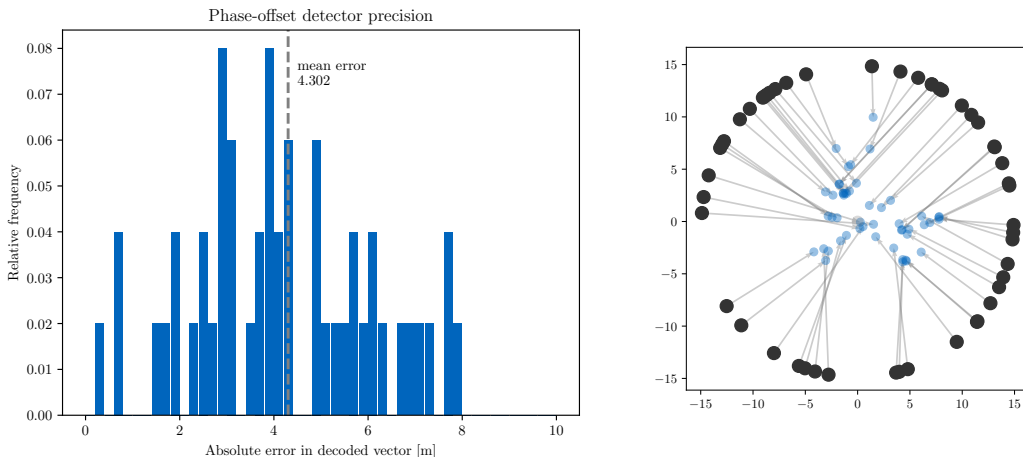 Phase-offset detector precision
0.08
0.07
0.06
0.05
0.04
0.03
0.02
0.01
0.00
Relative frequency
mean error
4.302
0 2 4 6 8 10
Absolute error in decoded vector [m]
15
10
5
0
−5
−10
−15
−15 −10 −5 0 5 10 15